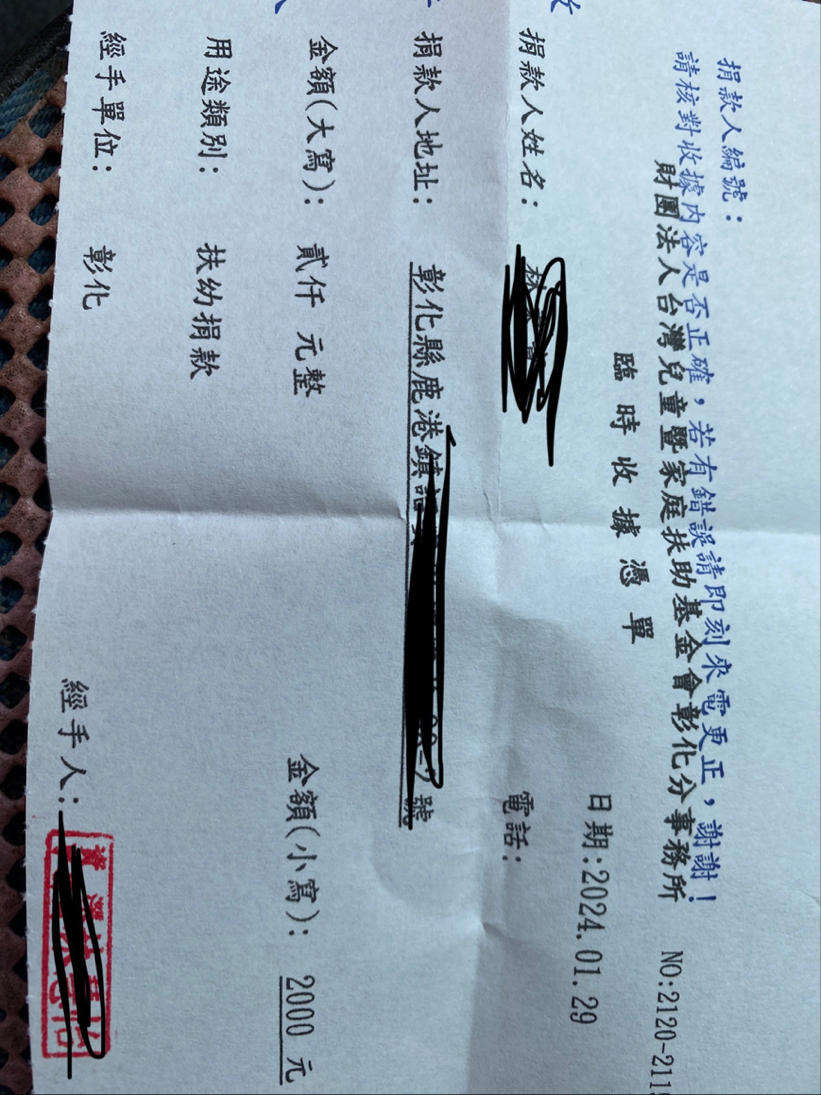 捐款人編號：
請核對收據內容是否正確，若有錯誤請即刻來電更正，謝謝！
財團法人台灣兒童暨家庭扶助基金會彰化分事務所
NO:2120-211
臨時收據憑單
日期:2024.01.29
捐款人姓名：
電話：
捐款人地址： 彰化縣鹿港鎮 號
金額(大寫)： 貳仟 元整
金額(小寫)： 2000 元
用途類別： 扶幼捐款
經手單位： 彰化
經手人：